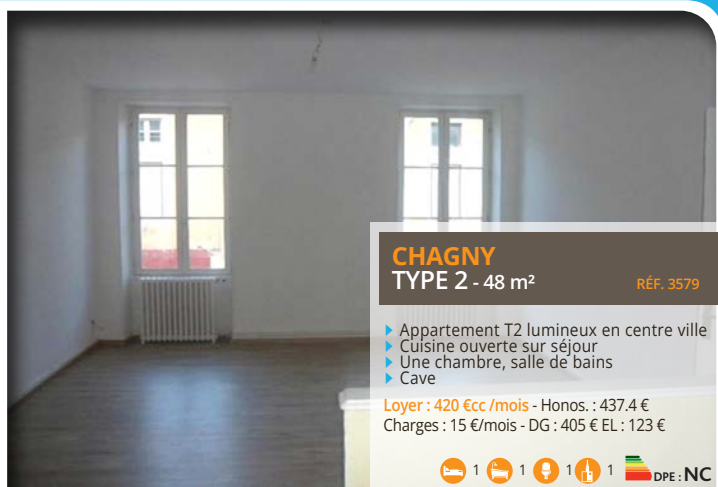 CHAGNY
TYPE 2 - 48 m² RÉF. 3579
Appartement T2 lumineux en centre ville
Cuisine ouverte sur séjour
Une chambre, salle de bains
Cave
Loyer : 420 €cc /mois - Honos. : 437.4 €
Charges : 15 €/mois - DG : 405 € EL : 123 €
1 1 1 1 DPE : NC